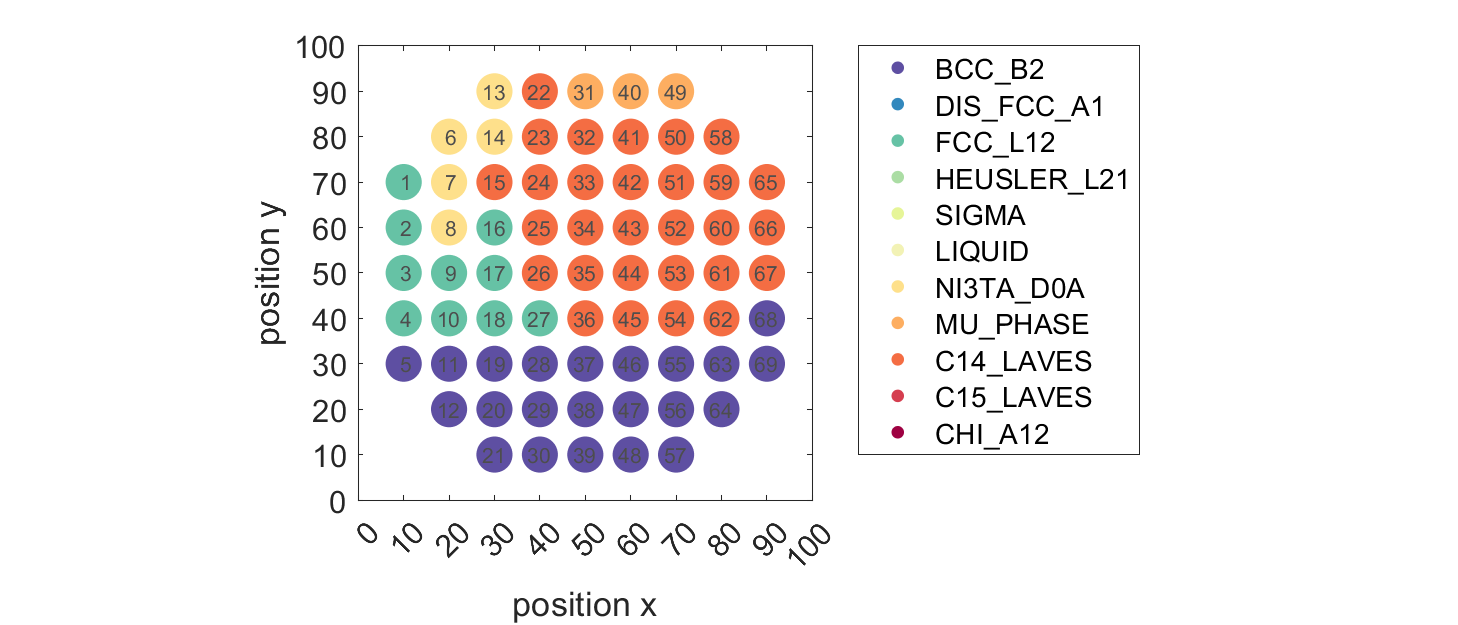 100
90
80
70
60
50
40
30
20
10
0
position y
13 22 31 40 49
6 14 23 32 41 50 58
1 7 15 24 33 42 51 59 65
2 8 16 25 34 43 52 60 66
3 9 17 26 35 44 53 61 67
4 10 18 27 36 45 54 62 68
5 11 19 28 37 46 55 63 69
12 20 29 38 47 56 64
21 30 39 48 57
0 10 20 30 40 50 60 70 80 90 100
position x
BCC_B2
DIS_FCC_A1
FCC_L12
HEUSLER_L21
SIGMA
LIQUID
NI3TA_D0A
MU_PHASE
C14_LAVES
C15_LAVES
CHI_A12